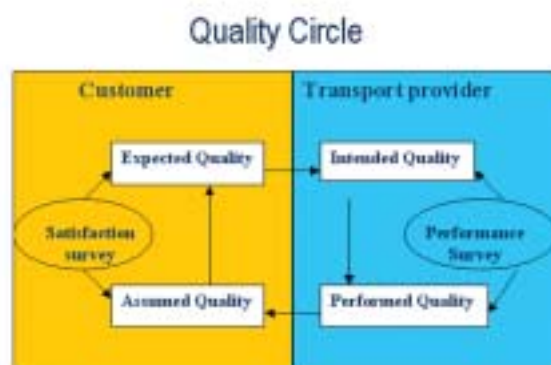 Quality Circle
Customer
Transport provider
Expected Quality
Intended Quality
Satisfaction
survey
Performance
Survey
Assumed Quality
Performed Quality